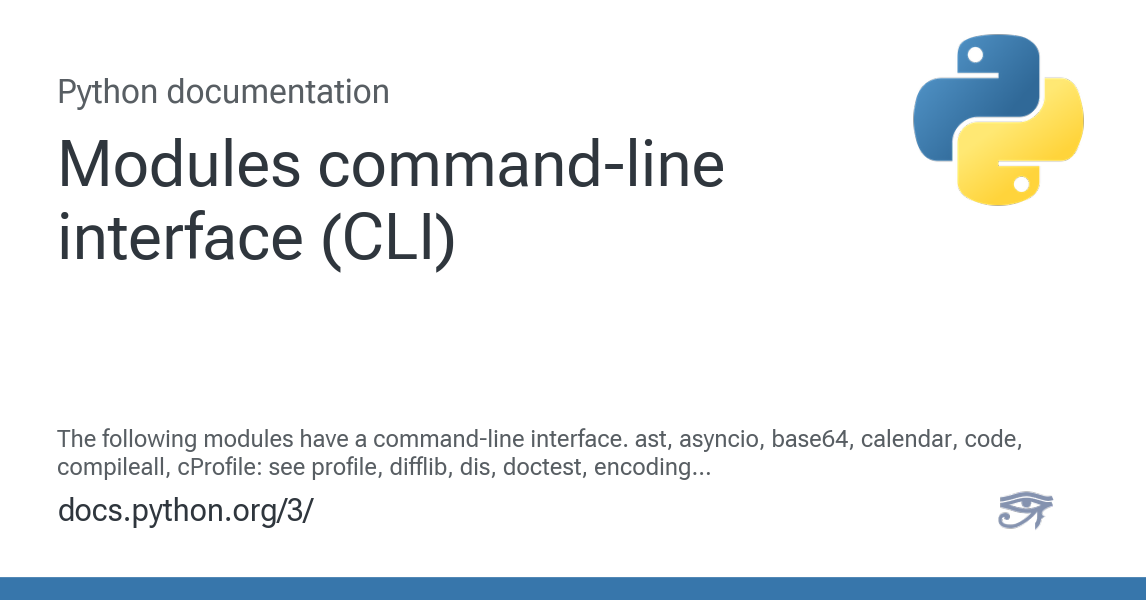 Python documentation
Modules command-line
interface (CLI)
The following modules have a command-line interface. ast, asyncio, base64, calendar, code,
compileall, cProfile: see profile, difflib, dis, doctest, encoding...
docs.python.org/3/